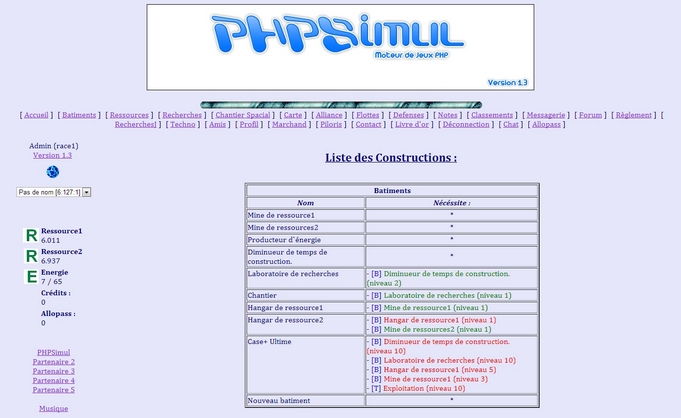 PHPSimul
Moteur de Jeux PHP
Version 1.3
[ Accueil ] [ Batiments ] [ Ressources ] [ Recherches ] [ Chantier Spacial ] [ Carte ] [ Alliance ] [ Flottes ] [ Defenses ] [ Notes ] [ Classements ] [ Messagerie ] [ Forum ] [ Règlement ] [
Recherches] [ Techno ] [ Amis ] [ Profil ] [ Marchand ] [ Piloris ] [ Contact ] [ Livre d'or ] [ Déconnection ] [ Chat ] [ Allopass ]
Admin (race1)
Version 1.3
Pas de nom [6:127:1]
R Ressource1
6.011
R Ressource2
6.937
E Energie
7 / 65
Crédits :
0
Allopass :
0
PHPSimul
Partenaire 2
Partenaire 3
Partenaire 4
Partenaire 5
Musique
Liste des Constructions :
Batiments
Nom Nécéssite :
Mine de ressource1 *
Mine de ressources2 *
Producteur d'énergie *
Diminueur de temps de
construction. *
Laboratoire de recherches - [B] Diminueur de temps de construction.
(niveau 2)
Chantier - [B] Laboratoire de recherches (niveau 1)
Hangar de ressource1 - [B] Mine de ressource1 (niveau 1)
Hangar de ressource2 - [B] Hangar de ressource1 (niveau 1)
- [B] Mine de ressources2 (niveau 1)
Case+ Ultime - [B] Diminueur de temps de construction.
(niveau 10)
- [B] Laboratoire de recherches (niveau 10)
- [B] Hangar de ressource1 (niveau 5)
- [B] Mine de ressource1 (niveau 3)
- [T] Exploitation (niveau 10)
Nouveau batiment *